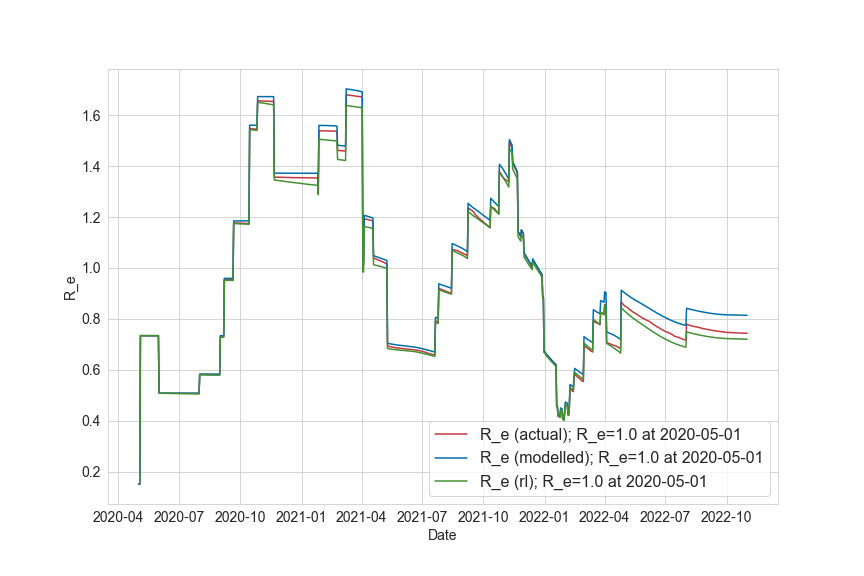 1.6
1.4
1.2
1.0
0.8
0.6
0.4
0.2
R_e
R_e (actual); R_e=1.0 at 2020-05-01
R_e (modelled); R_e=1.0 at 2020-05-01
R_e (rl); R_e=1.0 at 2020-05-01
2020-04 2020-07 2020-10 2021-01 2021-04 2021-07 2021-10 2022-01 2022-04 2022-07 2022-10
Date